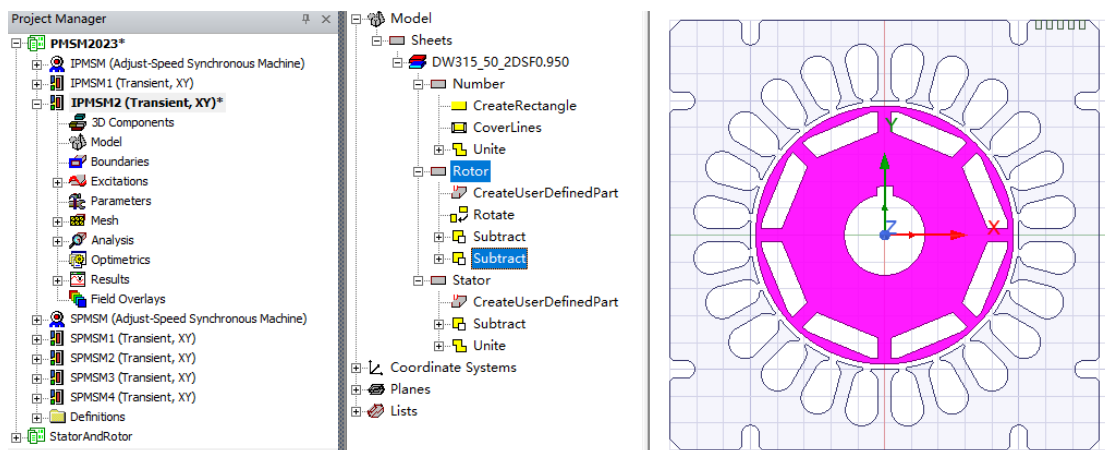 Project Manager
PMSM2023*
IPMSM (Adjust-Speed Synchronous Machine)
IPMSM1 (Transient, XY)
IPMSM2 (Transient, XY)*
3D Components
Model
Boundaries
Excitations
Parameters
Mesh
Analysis
Optimetrics
Results
Field Overlays
SPMSM (Adjust-Speed Synchronous Machine)
SPMSM1 (Transient, XY)
SPMSM2 (Transient, XY)
SPMSM3 (Transient, XY)
SPMSM4 (Transient, XY)
Definitions
StatorAndRotor
Model
Sheets
DW315_50_2DSF0.950
Number
CreateRectangle
CoverLines
Unite
Rotor
CreateUserDefinedPart
Rotate
Subtract
Subtract
Stator
CreateUserDefinedPart
Subtract
Unite
Coordinate Systems
Planes
Lists
Y
Z
X